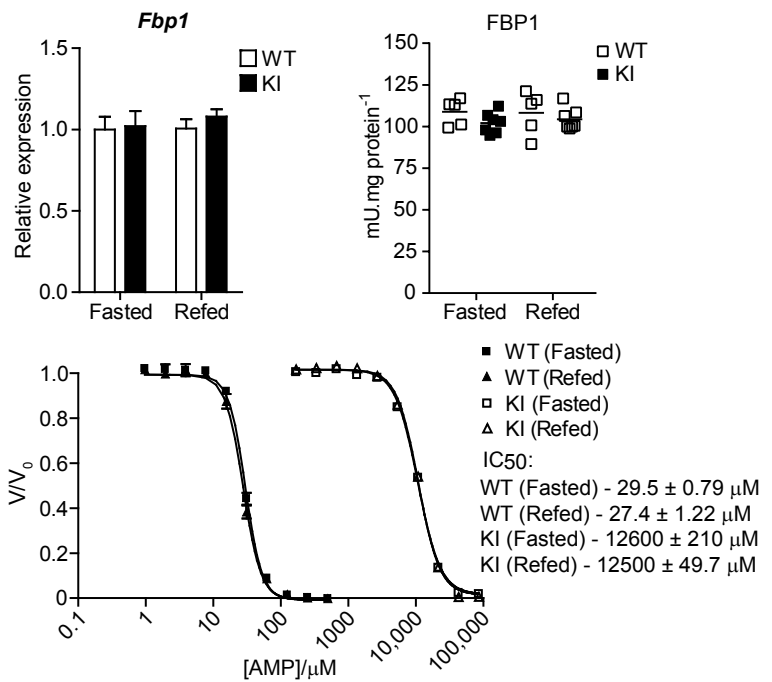 Fbp1
WT
KI
Relative expression
1.5
1.0
0.5
0.0
Fasted Refed
FBP1
WT
KI
mU.mg protein-1
150
125
100
75
50
25
0
Fasted Refed
V/V0
1.0
0.8
0.6
0.4
0.2
0
0.1 1 10 100 1000 10,000 100,000
[AMP]/µM
WT (Fasted)
WT (Refed)
KI (Fasted)
KI (Refed)
IC50:
WT (Fasted) - 29.5 ± 0.79 µM
WT (Refed) - 27.4 ± 1.22 µM
KI (Fasted) - 12600 ± 210 µM
KI (Refed) - 12500 ± 49.7 µM